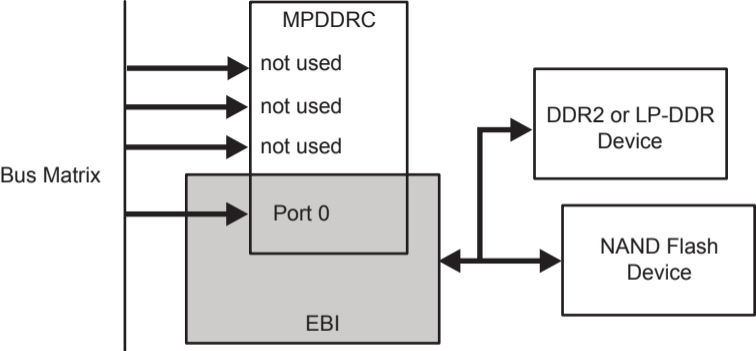 MPDDRC
not used
not used
not used
Bus Matrix
Port 0
EBI
DDR2 or LP-DDR
Device
NAND Flash
Device